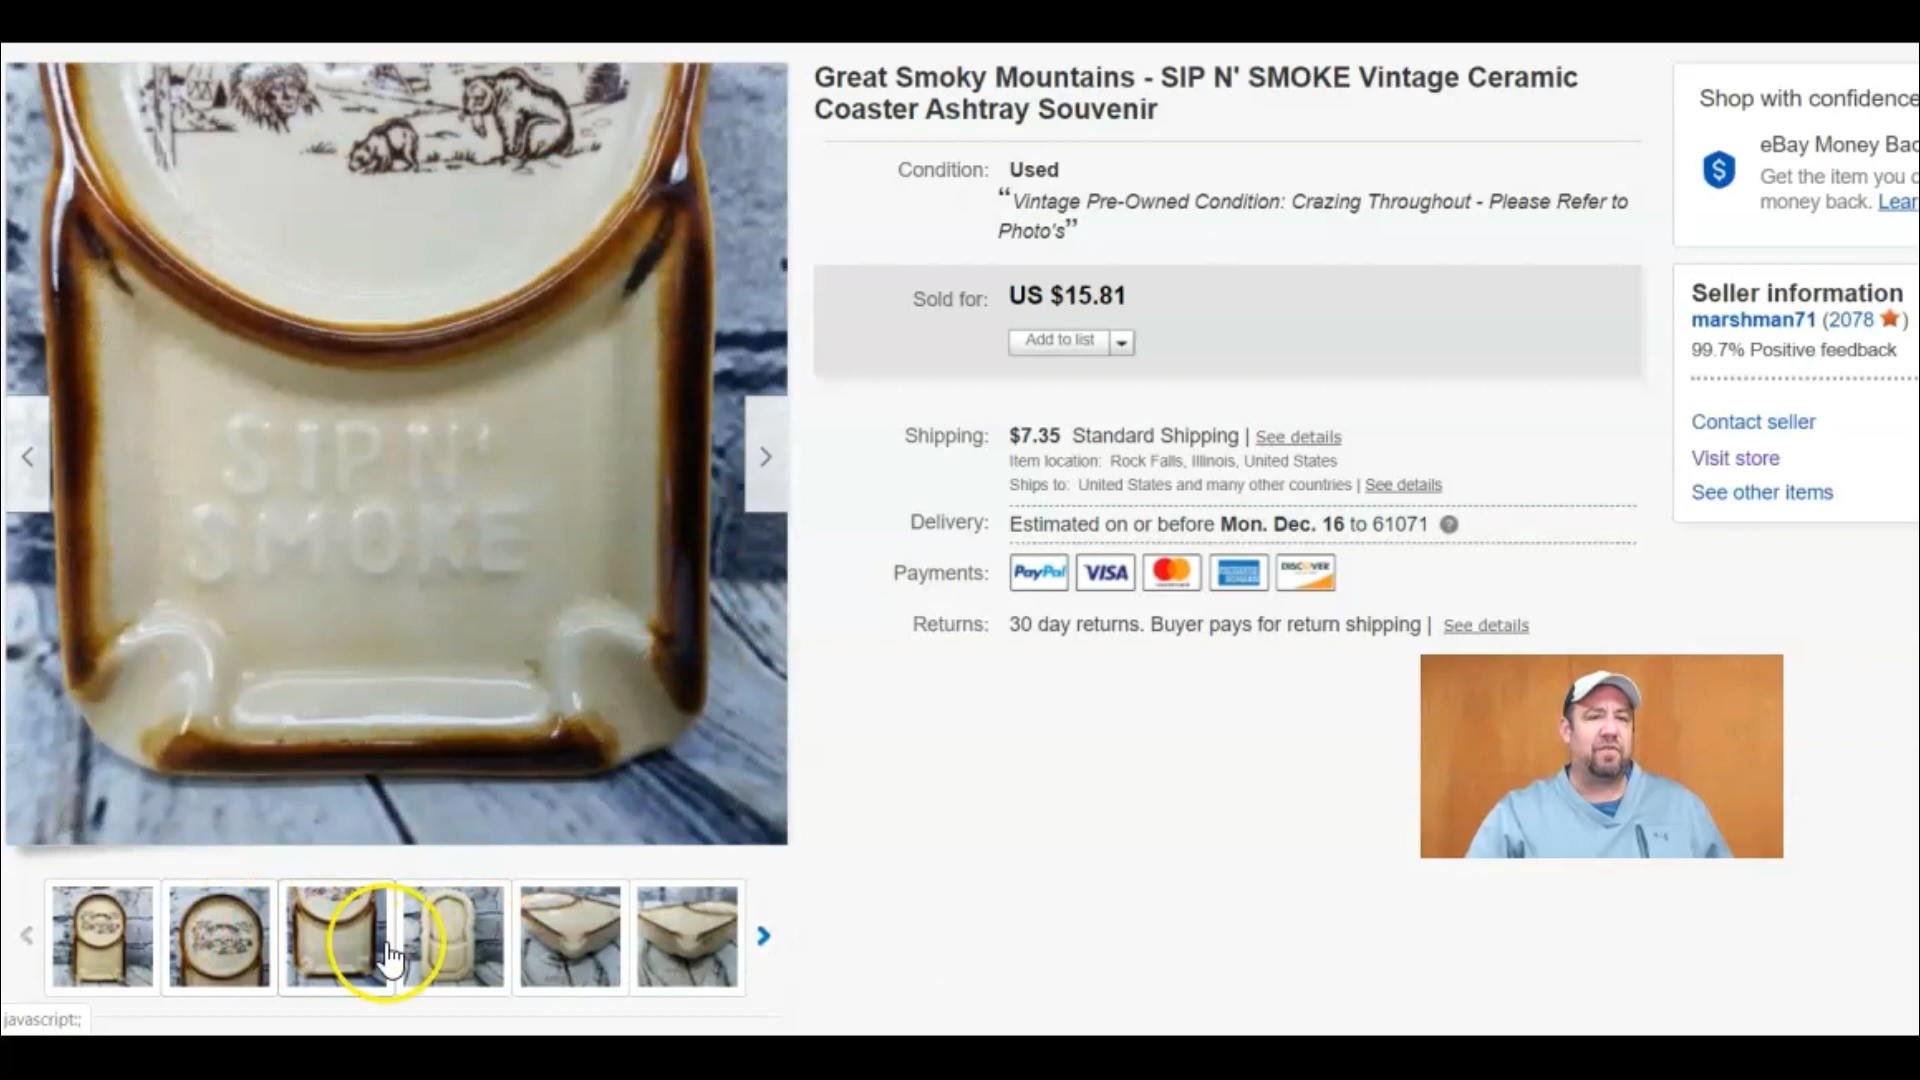 Great Smoky Mountains - SIP N' SMOKE Vintage Ceramic
Coaster Ashtray Souvenir
Condition: Used
“Vintage Pre-Owned Condition: Crazing Throughout - Please Refer to
Photo's”
Sold for: US $15.81
Add to list
Shipping: $7.35 Standard Shipping | See details
Item location: Rock Falls, Illinois, United States
Ships to: United States and many other countries | See details
Delivery: Estimated on or before Mon. Dec. 16 to 61071
Payments: PayPal VISA DISCOVER
Returns: 30 day returns. Buyer pays for return shipping | See details
Shop with confidence
eBay Money Bac
Get the item you o
money back. Lear
Seller information
marshman71 (2078)
99.7% Positive feedback
Contact seller
Visit store
See other items
SIP N'
SMOKE
javascript:;